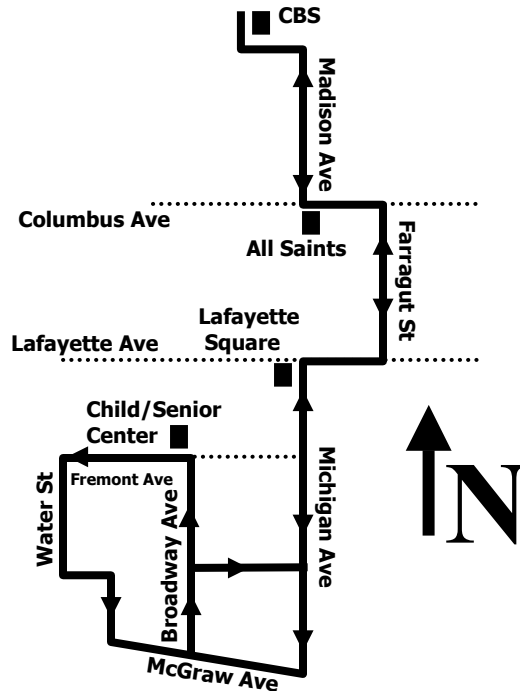 CBS
Madison Ave
Columbus Ave
All Saints
Farragut St
Lafayette
Square
Lafayette Ave
Child/Senior
Center
Fremont Ave
Water St
Broadway Ave
Michigan Ave
McGraw Ave
N